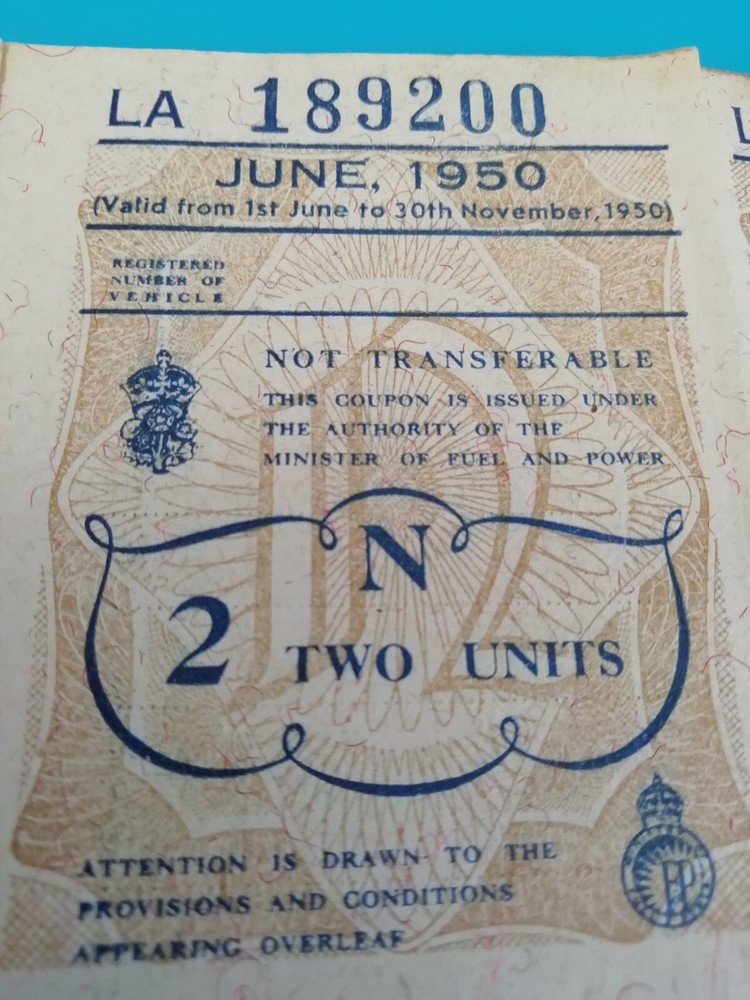 LA 189200
JUNE, 1950
(Valid from 1st June to 30th November, 1950)
REGISTERED
NUMBER OF
VEHICLE
NOT TRANSFERABLE
THIS COUPON IS ISSUED UNDER
THE AUTHORITY OF THE
MINISTER OF FUEL AND POWER
N
2 TWO UNITS
12
ATTENTION IS DRAWN TO THE
PROVISIONS AND CONDITIONS
APPEARING OVERLEAF